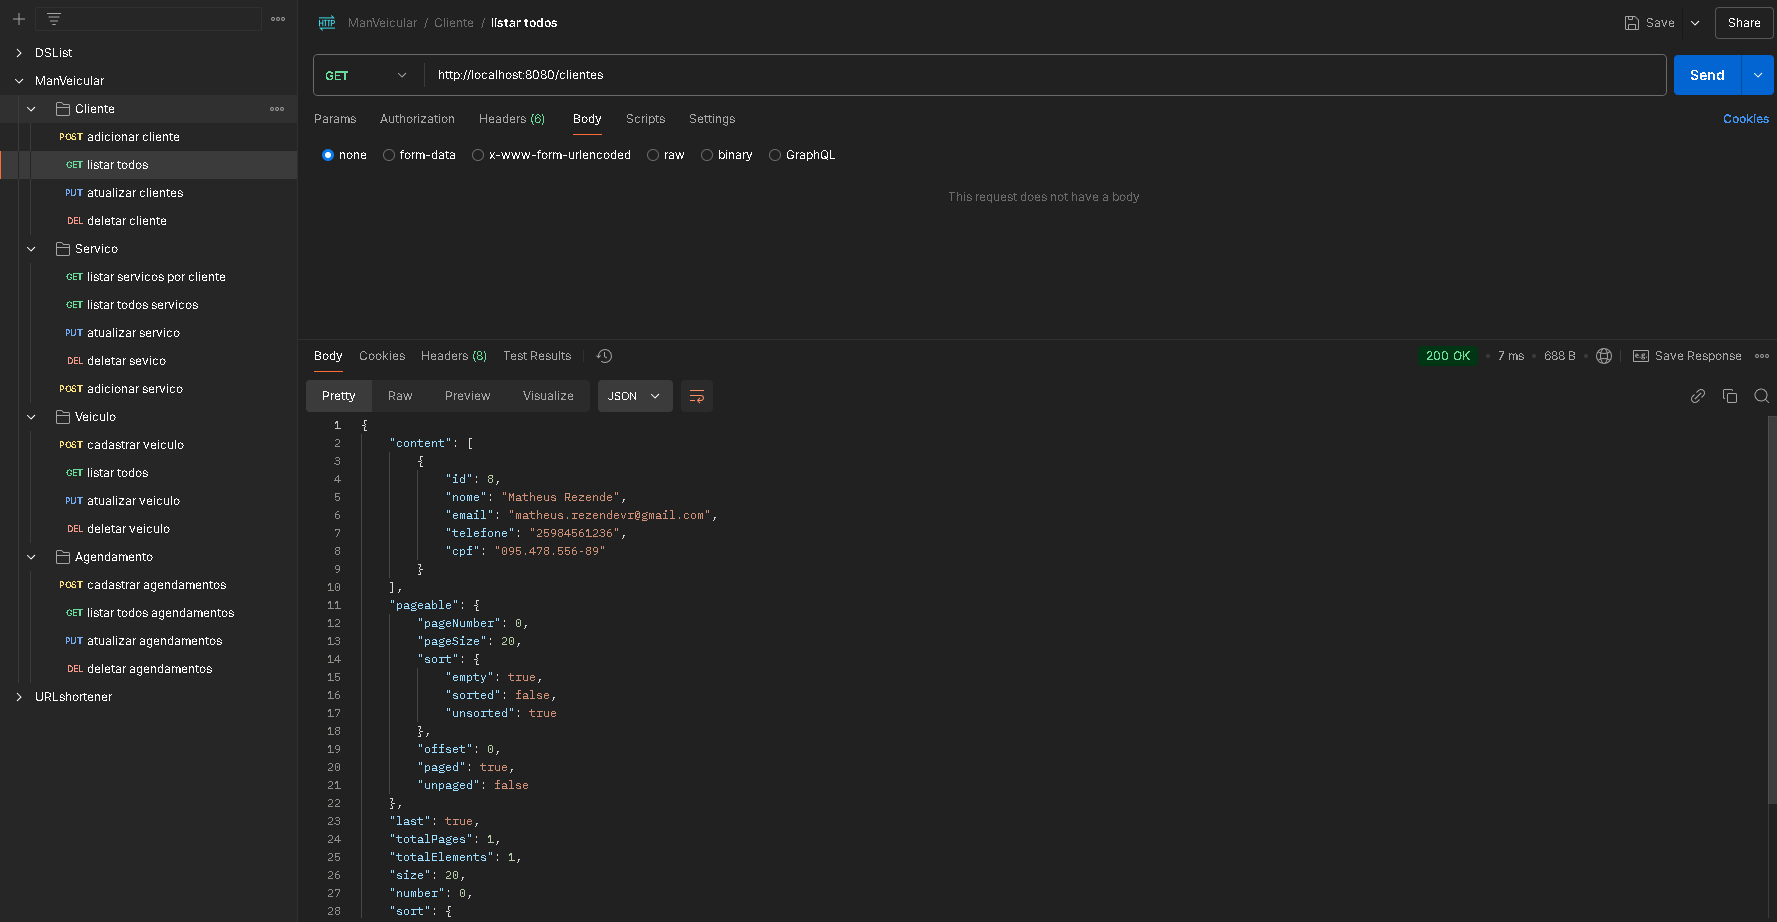 DSList
ManVeicular
Cliente
POST adicionar cliente
GET listar todos
PUT atualizar clientes
DEL deletar cliente
Servico
GET listar servicos por cliente
GET listar todos servicos
PUT atualizar servico
DEL deletar sevico
POST adicionar servico
Veiculo
POST cadastrar veiculo
GET listar todos
PUT atualizar veiculo
DEL deletar veiculo
Agendamento
POST cadastrar agendamentos
GET listar todos agendamentos
PUT atualizar agendamentos
DEL deletar agendamentos
URLshortener
HTTP ManVeicular / Cliente / listar todos
Save
Share
GET http://localhost:8080/clientes
Send
Params Authorization Headers (6) Body Scripts Settings
Cookies
none form-data x-www-form-urlencoded raw binary GraphQL
This request does not have a body
Body Cookies Headers (8) Test Results
200 OK • 7 ms • 688 B • e.g. Save Response
Pretty Raw Preview Visualize JSON
1 {
2 "content": [
3 {
4 "id": 8,
5 "nome": "Matheus Rezende",
6 "email": "matheus.rezendevr@gmail.com",
7 "telefone": "25984561236",
8 "cpf": "095.478.556-89"
9 }
10 ],
11 "pageable": {
12 "pageNumber": 0,
13 "pageSize": 20,
14 "sort": {
15 "empty": true,
16 "sorted": false,
17 "unsorted": true
18 },
19 "offset": 0,
20 "paged": true,
21 "unpaged": false
22 },
23 "last": true,
24 "totalPages": 1,
25 "totalElements": 1,
26 "size": 20,
27 "number": 0,
28 "sort": {